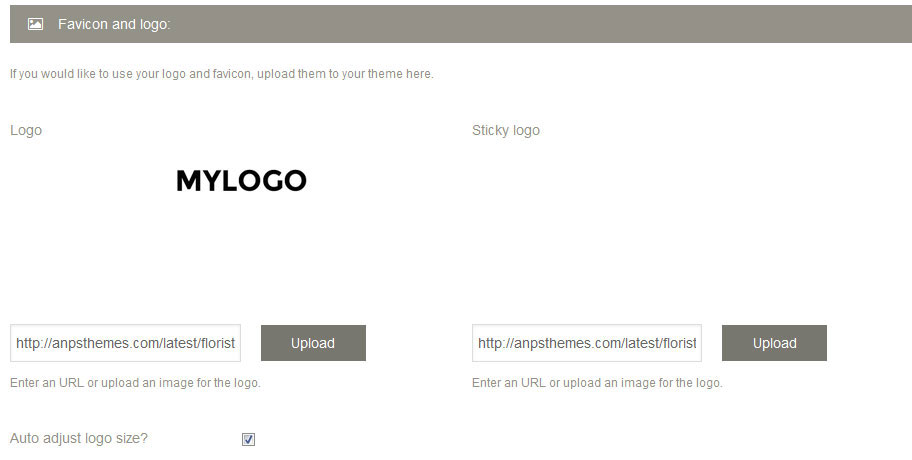 Favicon and logo:
If you would like to use your logo and favicon, upload them to your theme here.
Logo
Sticky logo
MYLOGO
http://anpsthemes.com/latest/florist
Upload
http://anpsthemes.com/latest/florist
Upload
Enter an URL or upload an image for the logo.
Enter an URL or upload an image for the logo.
Auto adjust logo size?